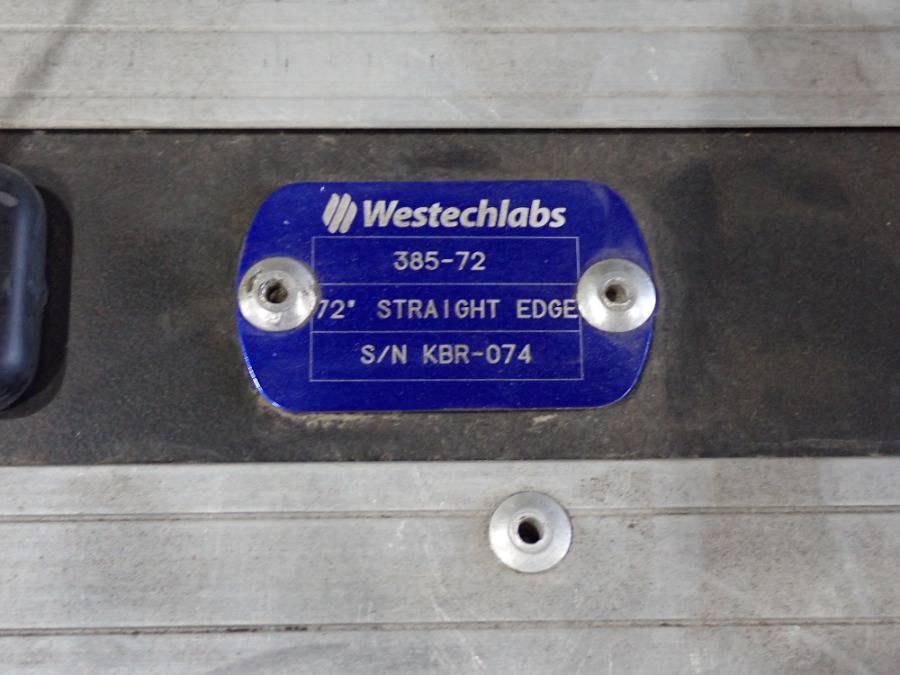 Westechlabs
385-72
72" STRAIGHT EDGE
S/N KBR-074